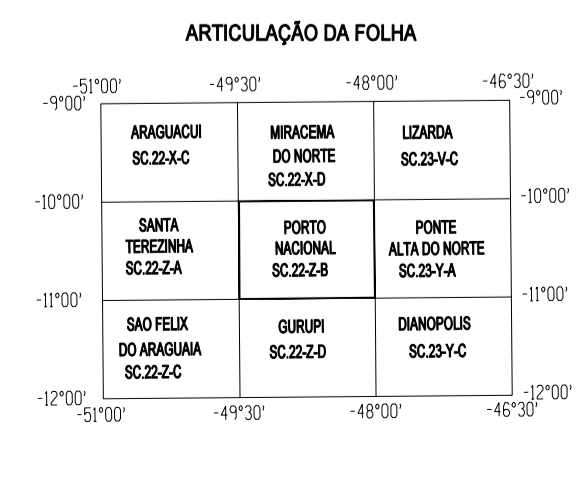 ARTICULAÇÃO DA FOLHA
-51°00' -49°30' -48°00' -46°30'
-9°00' -9°00'
ARAGUACUI
SC.22-X-C
MIRACEMA
DO NORTE
SC.22-X-D
LIZARDA
SC.23-V-C
-10°00' -10°00'
SANTA
TEREZINHA
SC.22-Z-A
PORTO
NACIONAL
SC.22-Z-B
PONTE
ALTA DO NORTE
SC.23-Y-A
-11°00' -11°00'
SAO FELIX
DO ARAGUAIA
SC.22-Z-C
GURUPI
SC.22-Z-D
DIANOPOLIS
SC.23-Y-C
-12°00' -12°00'
-51°00' -49°30' -48°00' -46°30'